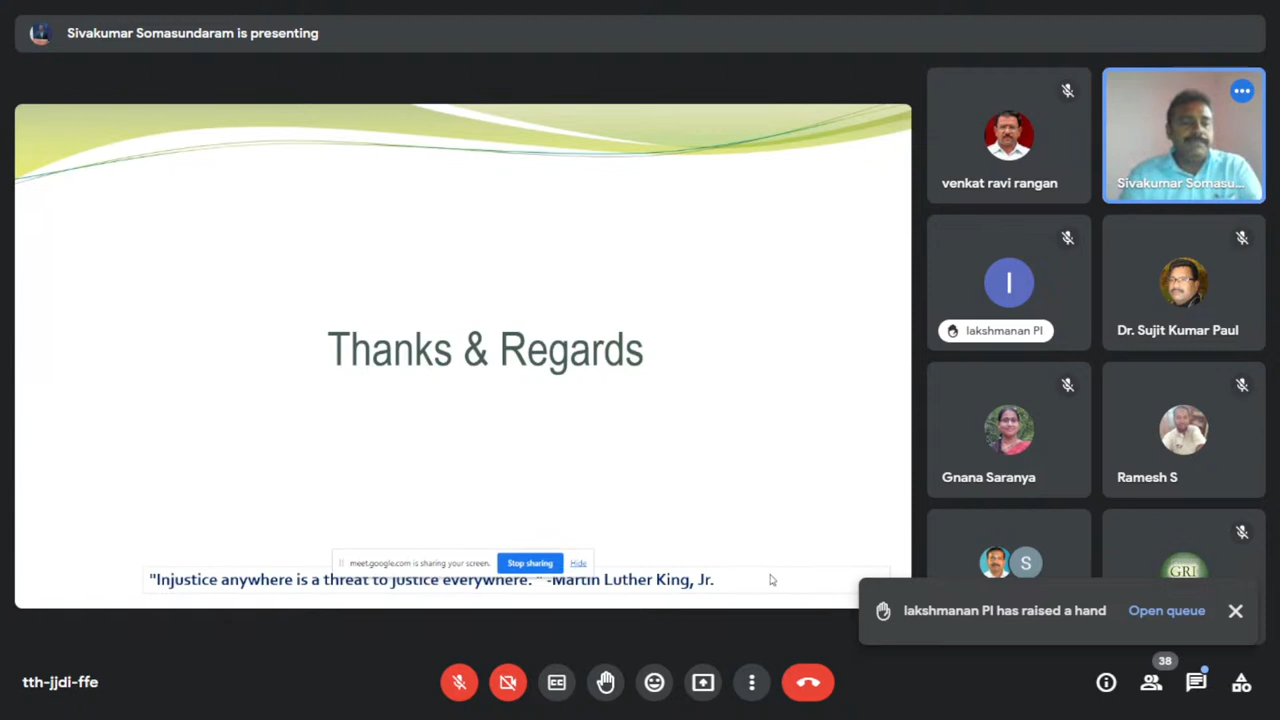 Sivakumar Somasundaram is presenting
venkat ravi rangan
Sivakumar Somasu...
Thanks & Regards
I
lakshmanan PI
Dr. Sujit Kumar Paul
Gnana Saranya
Ramesh S
meet.google.com is sharing your screen.
Stop sharing
Hide
"Injustice anywhere is a threat to justice everywhere. " -Martin Luther King, Jr.
S
GRI
lakshmanan PI has raised a hand
Open queue
tth-jjdi-ffe
CC
38